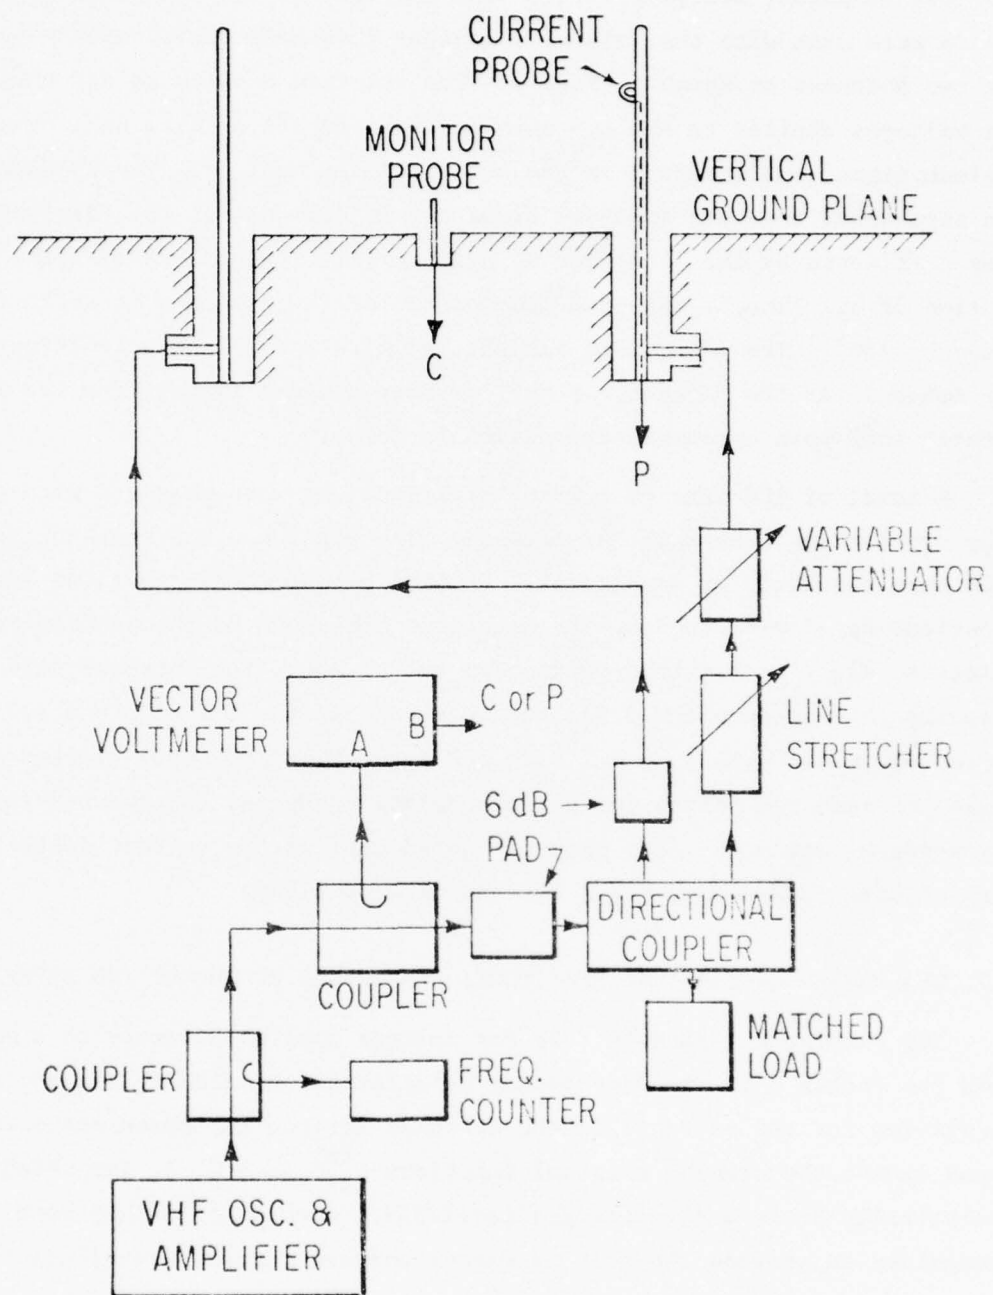 CURRENT
PROBE
MONITOR
PROBE
VERTICAL
GROUND PLANE
C
P
VARIABLE
ATTENUATOR
VECTOR
VOLTMETER
A
B
C or P
LINE
STRETCHER
6 dB
PAD
DIRECTIONAL
COUPLER
COUPLER
MATCHED
LOAD
COUPLER
FREQ.
COUNTER
VHF OSC. &
AMPLIFIER